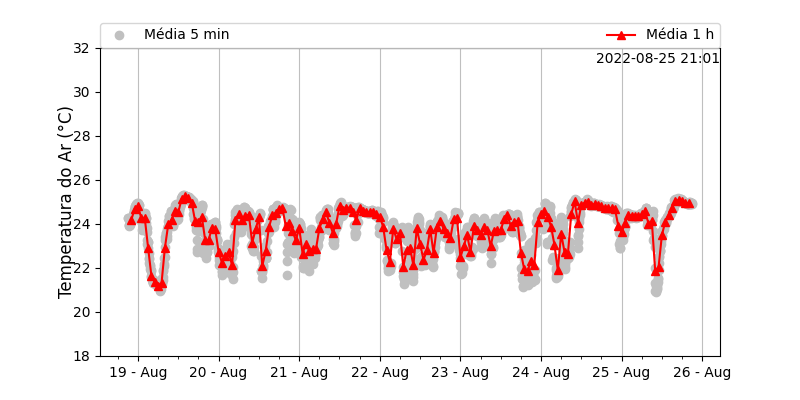 Média 5 min
Média 1 h
2022-08-25 21:01
Temperatura do Ar (°C)
32
30
28
26
24
22
20
18
19 - Aug
20 - Aug
21 - Aug
22 - Aug
23 - Aug
24 - Aug
25 - Aug
26 - Aug